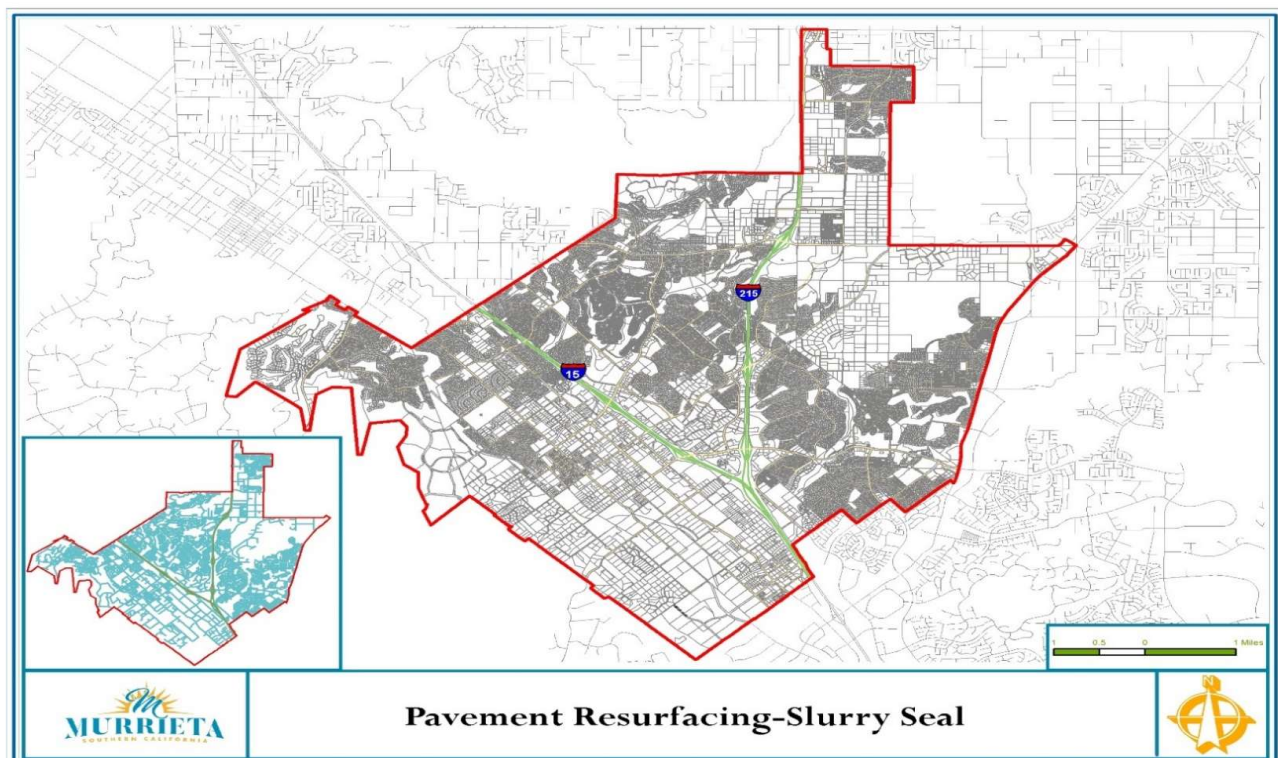 215
15
1 0.5 0 1 Miles
MURRIETA
SOUTHERN CALIFORNIA
Pavement Resurfacing-Slurry Seal
N